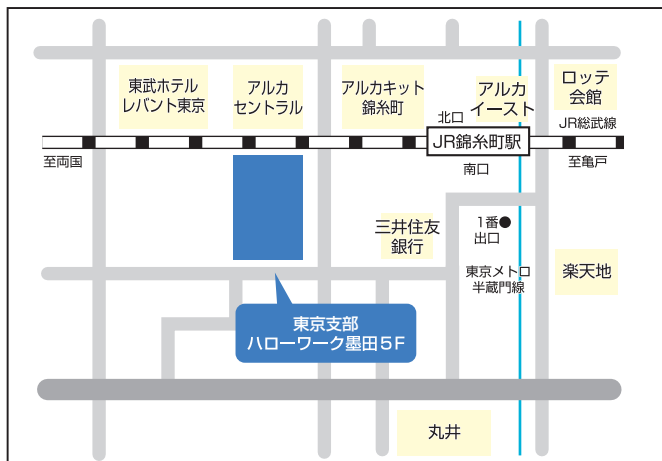 東武ホテル
レバント東京
アルカ
セントラル
アルカキット
錦糸町
アルカ
イースト
ロッテ
会館
北口
JR総武線
JR錦糸町駅
至両国
至亀戸
南口
三井住友
銀行
1番●
出口
東京メトロ
半蔵門線
楽天地
東京支部
ハローワーク墨田5F
丸井